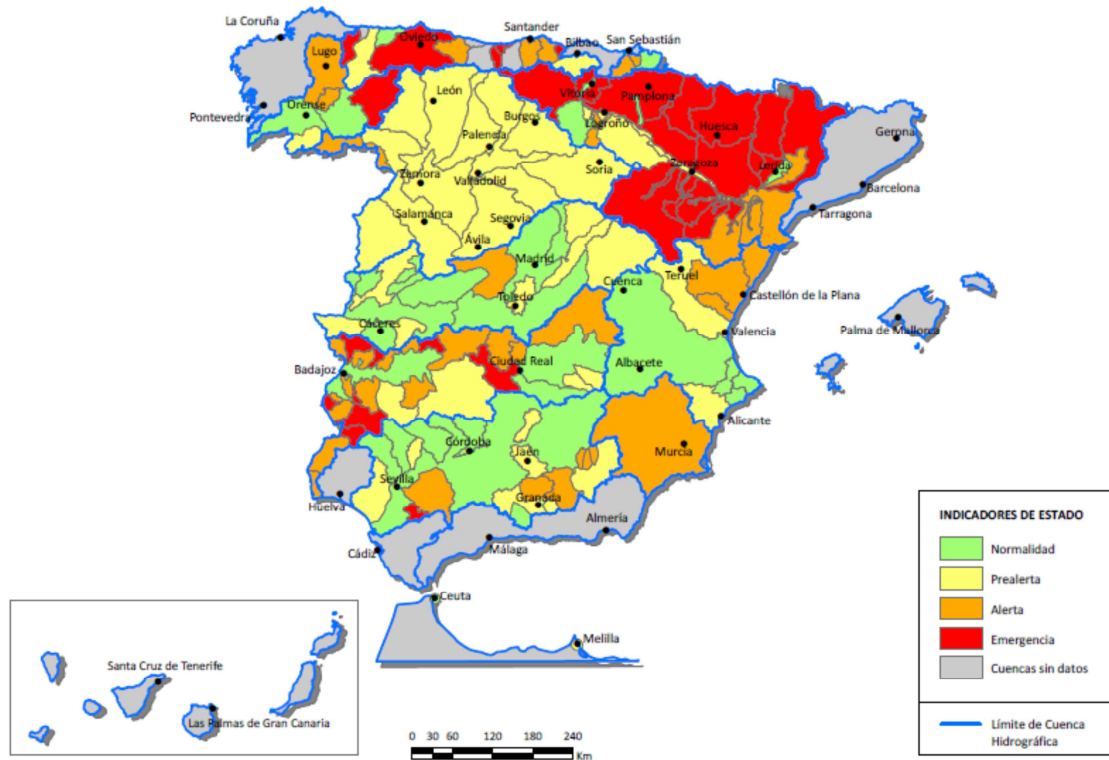 La Coruña
Lugo
Oviedo
Santander
Bilbao
San Sebastián
Pontevedra
Orense
León
Vitoria
Pamplona
Burgos
Logroño
Huesca
Gerona
Palencia
Zamora
Valladolid
Soria
Zaragoza
Lérida
Barcelona
Tarragona
Salamanca
Segovia
Ávila
Madrid
Teruel
Cuenca
Castellón de la Plana
Toledo
Cáceres
Valencia
Palma de Mallorca
Badajoz
Ciudad Real
Albacete
Alicante
Córdoba
Jaén
Murcia
Sevilla
Huelva
Granada
Almería
Cádiz
Málaga
Ceuta
Melilla
Santa Cruz de Tenerife
Las Palmas de Gran Canaria
0 30 60 120 180 240
Km
INDICADORES DE ESTADO
Normalidad
Prealerta
Alerta
Emergencia
Cuencas sin datos
Límite de Cuenca
Hidrográfica